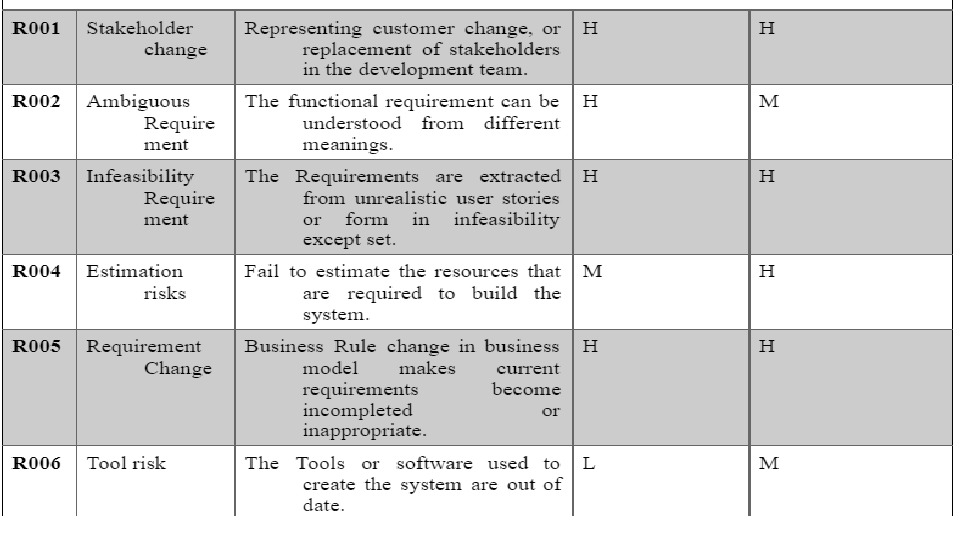 R001 Stakeholder Representing customer change, or H H
change replacement of stakeholders
in the development team.
R002 Ambiguous The functional requirement can be H M
Require understood from different
ment meanings.
R003 Infeasibility The Requirements are extracted H H
Require from unrealistic user stories
ment or form in infeasibility
except set.
R004 Estimation Fail to estimate the resources that M H
risks are required to build the
system.
R005 Requirement Business Rule change in business H H
Change model makes current
requirements become
incompleted or
inappropriate.
R006 Tool risk The Tools or software used to L M
create the system are out of
date.